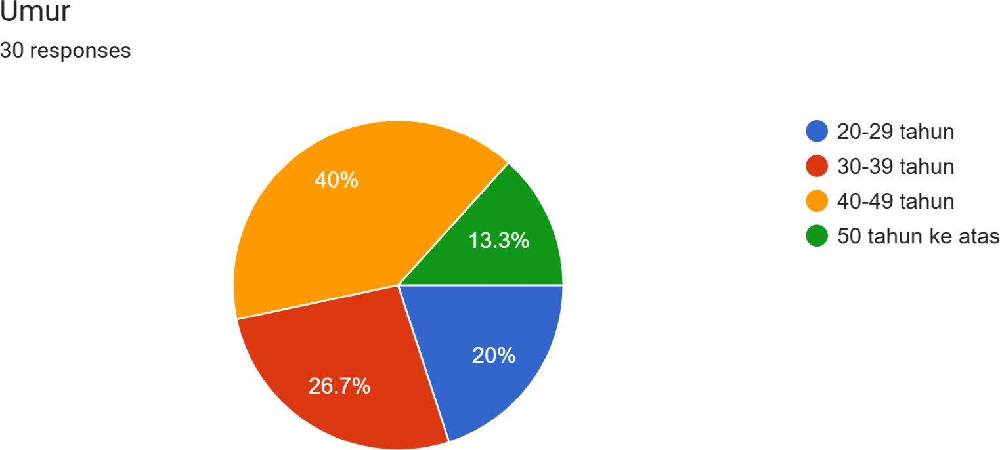 Umur
30 responses
20-29 tahun
30-39 tahun
40-49 tahun
50 tahun ke atas
40%
13.3%
20%
26.7%